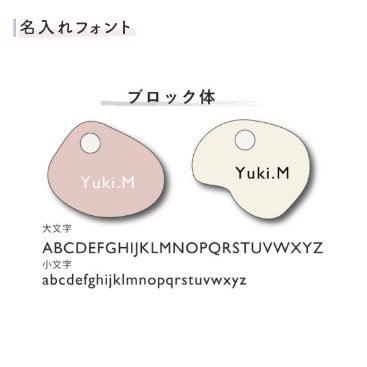 名入れフォント
ブロック体
Yuki.M
Yuki.M
大文字
ABCDEFGHIJKLMNOPQRSTUVWXYZ
小文字
abcdefghijklmnopqrstuvwxyz